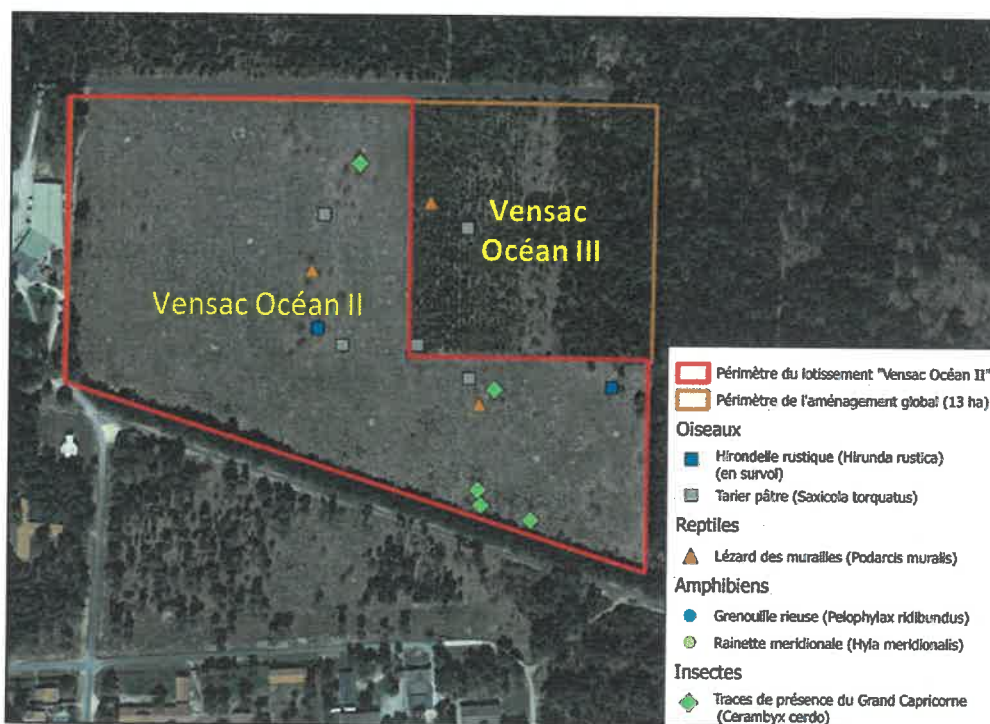 Vensac
Océan III
Vensac Océan II
Périmètre du lotissement "Vensac Océan II"
Périmètre de l'aménagement global (13 ha)
Oiseaux
Hirondelle rustique (Hirunda rustica)
(en survol)
Tarier pâtre (Saxicola torquatus)
Reptiles
Lézard des murailles (Podarcis muralis)
Amphibiens
Grenouille rieuse (Pelophylax ridibundus)
Rainette meridionale (Hyla meridionalis)
Insectes
Traces de présence du Grand Capricorne
(Cerambyx cerdo)